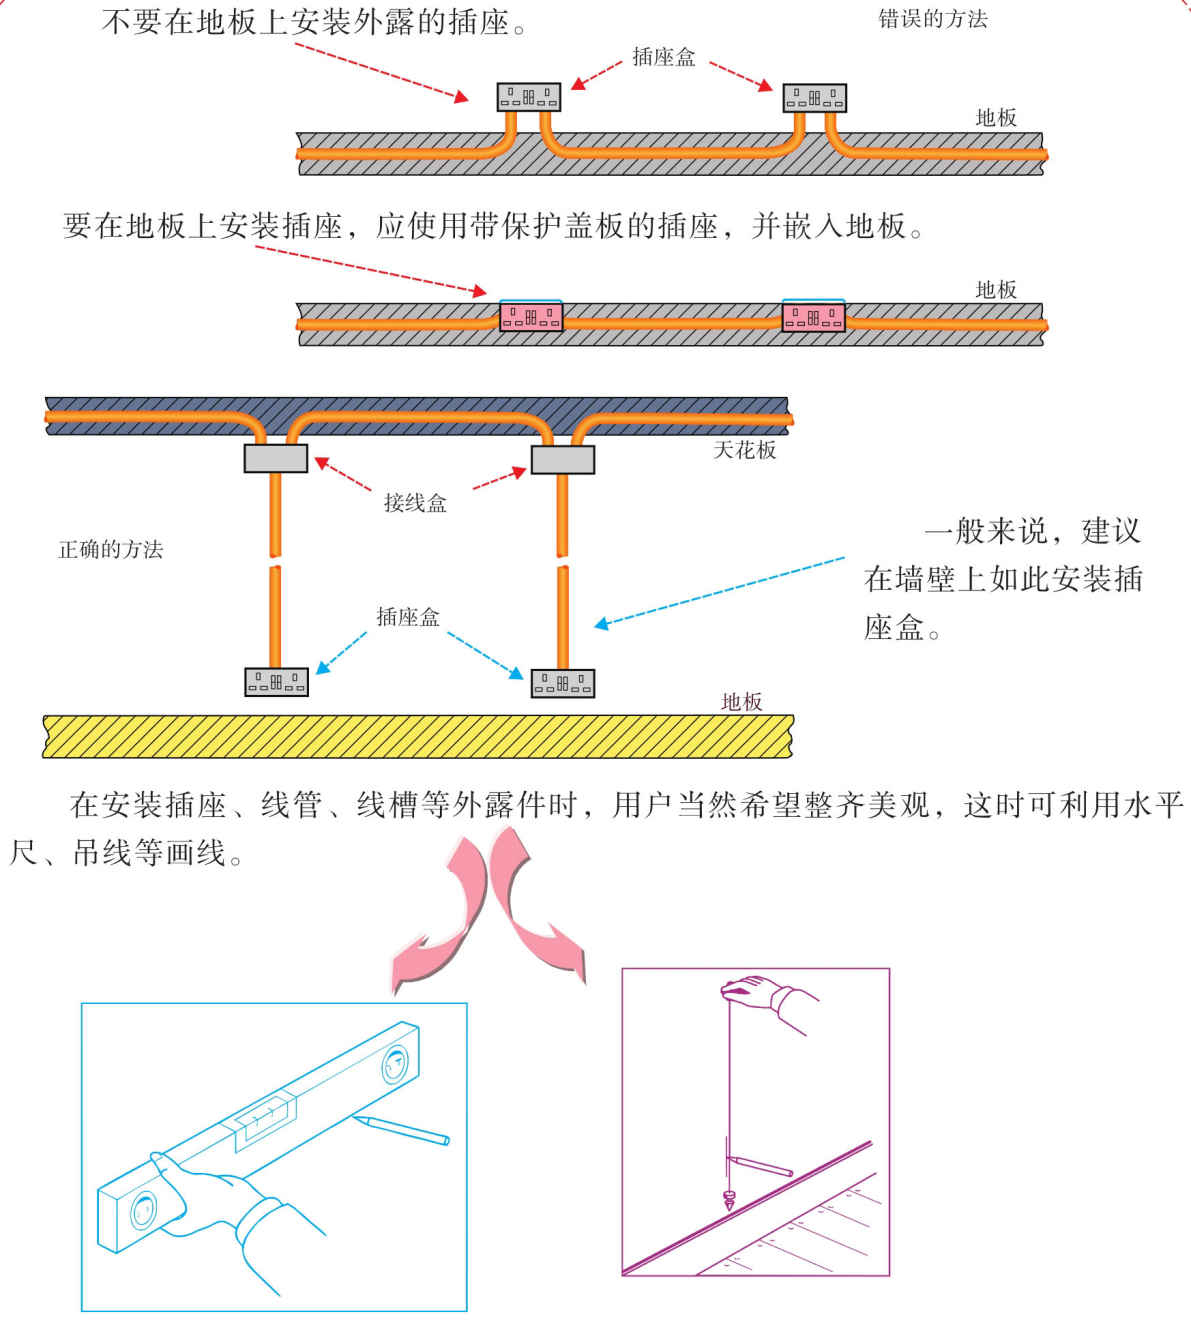 不要在地板上安装外露的插座。
错误的方法
插座盒
地板
要在地板上安装插座，应使用带保护盖板的插座，并嵌入地板。
地板
天花板
接线盒
正确的方法
一般来说，建议
在墙壁上如此安装插
座盒。
插座盒
地板
在安装插座、线管、线槽等外露件时，用户当然希望整齐美观，这时可利用水平
尺、吊线等画线。